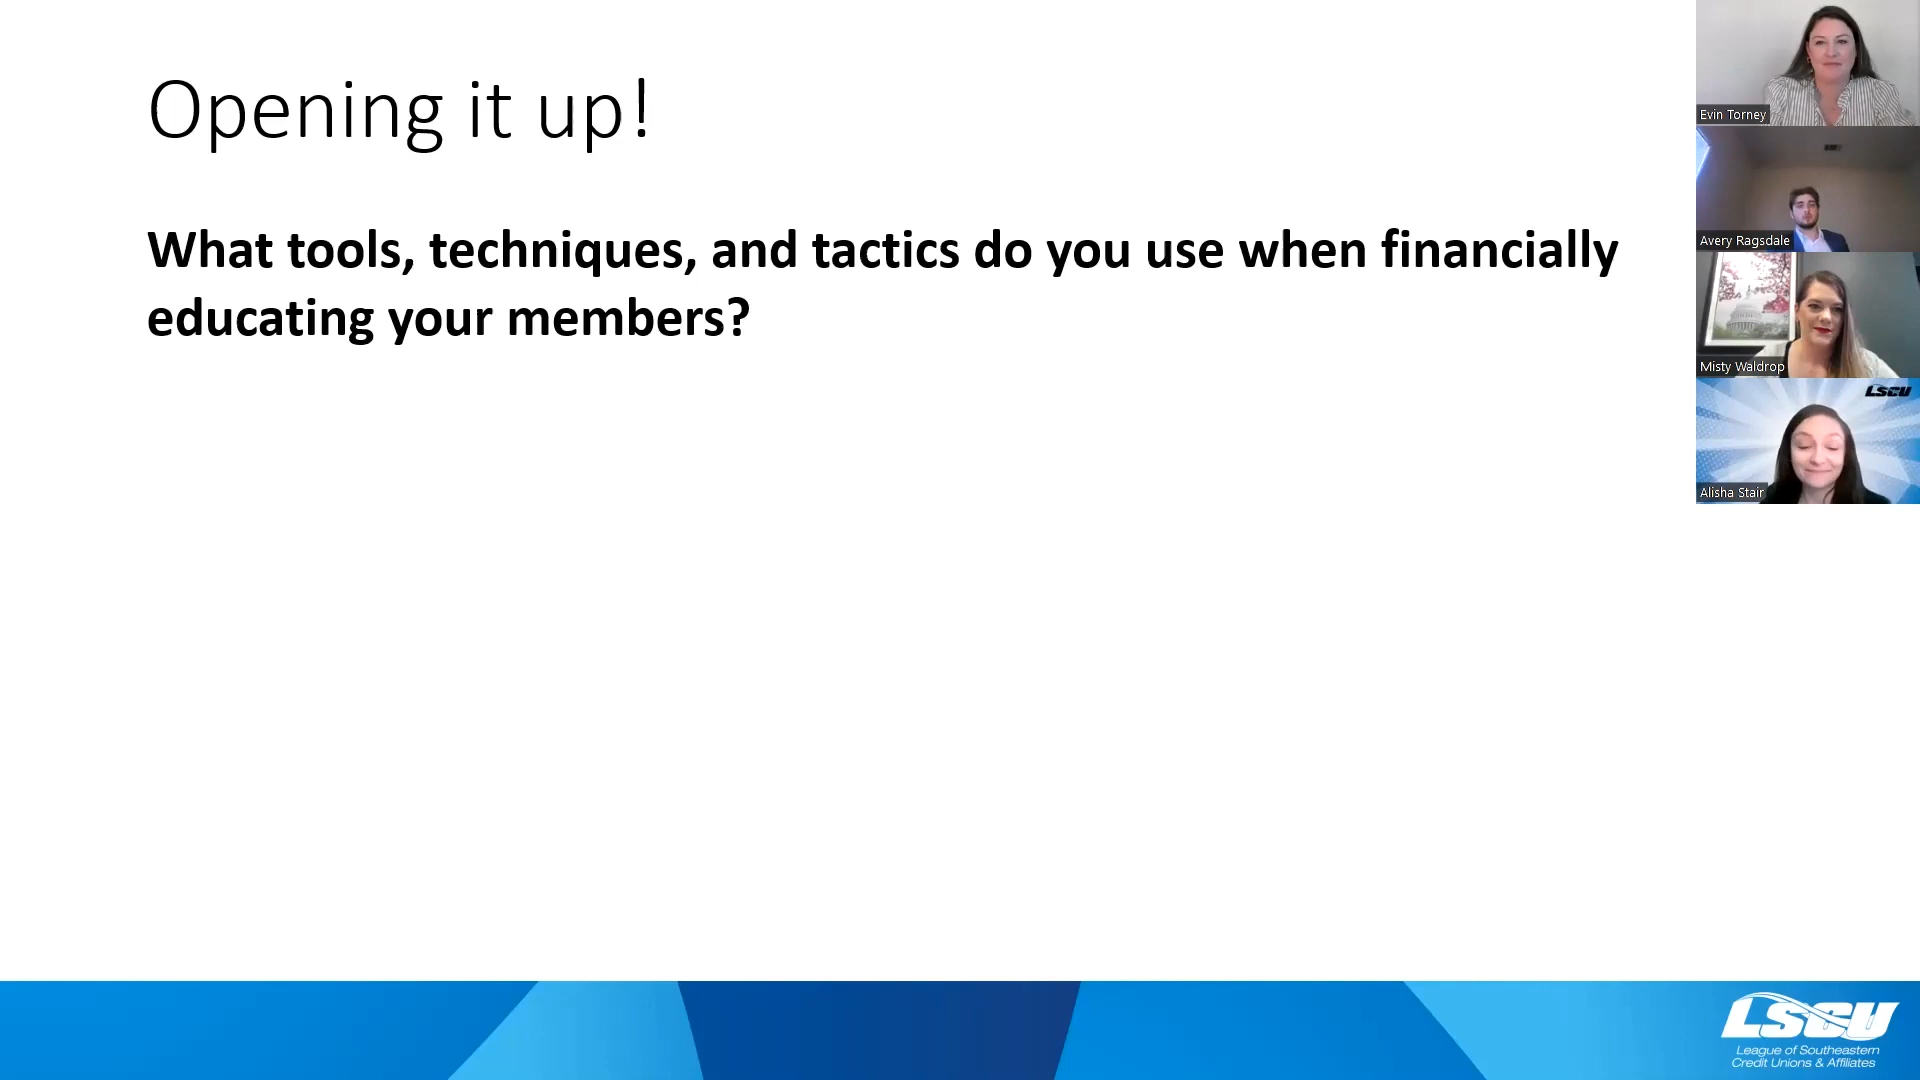 Opening it up!
What tools, techniques, and tactics do you use when financially
educating your members?
Evin Torney
Avery Ragsdale
Misty Waldrop
LSCU
Alisha Stair
LSCU
League of Southeastern
Credit Unions & Affiliates